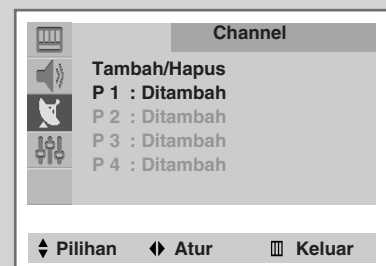 Channel
Tambah/Hapus
P 1 : Ditambah
P 2 : Ditambah
P 3 : Ditambah
P 4 : Ditambah
Pilihan Atur Keluar